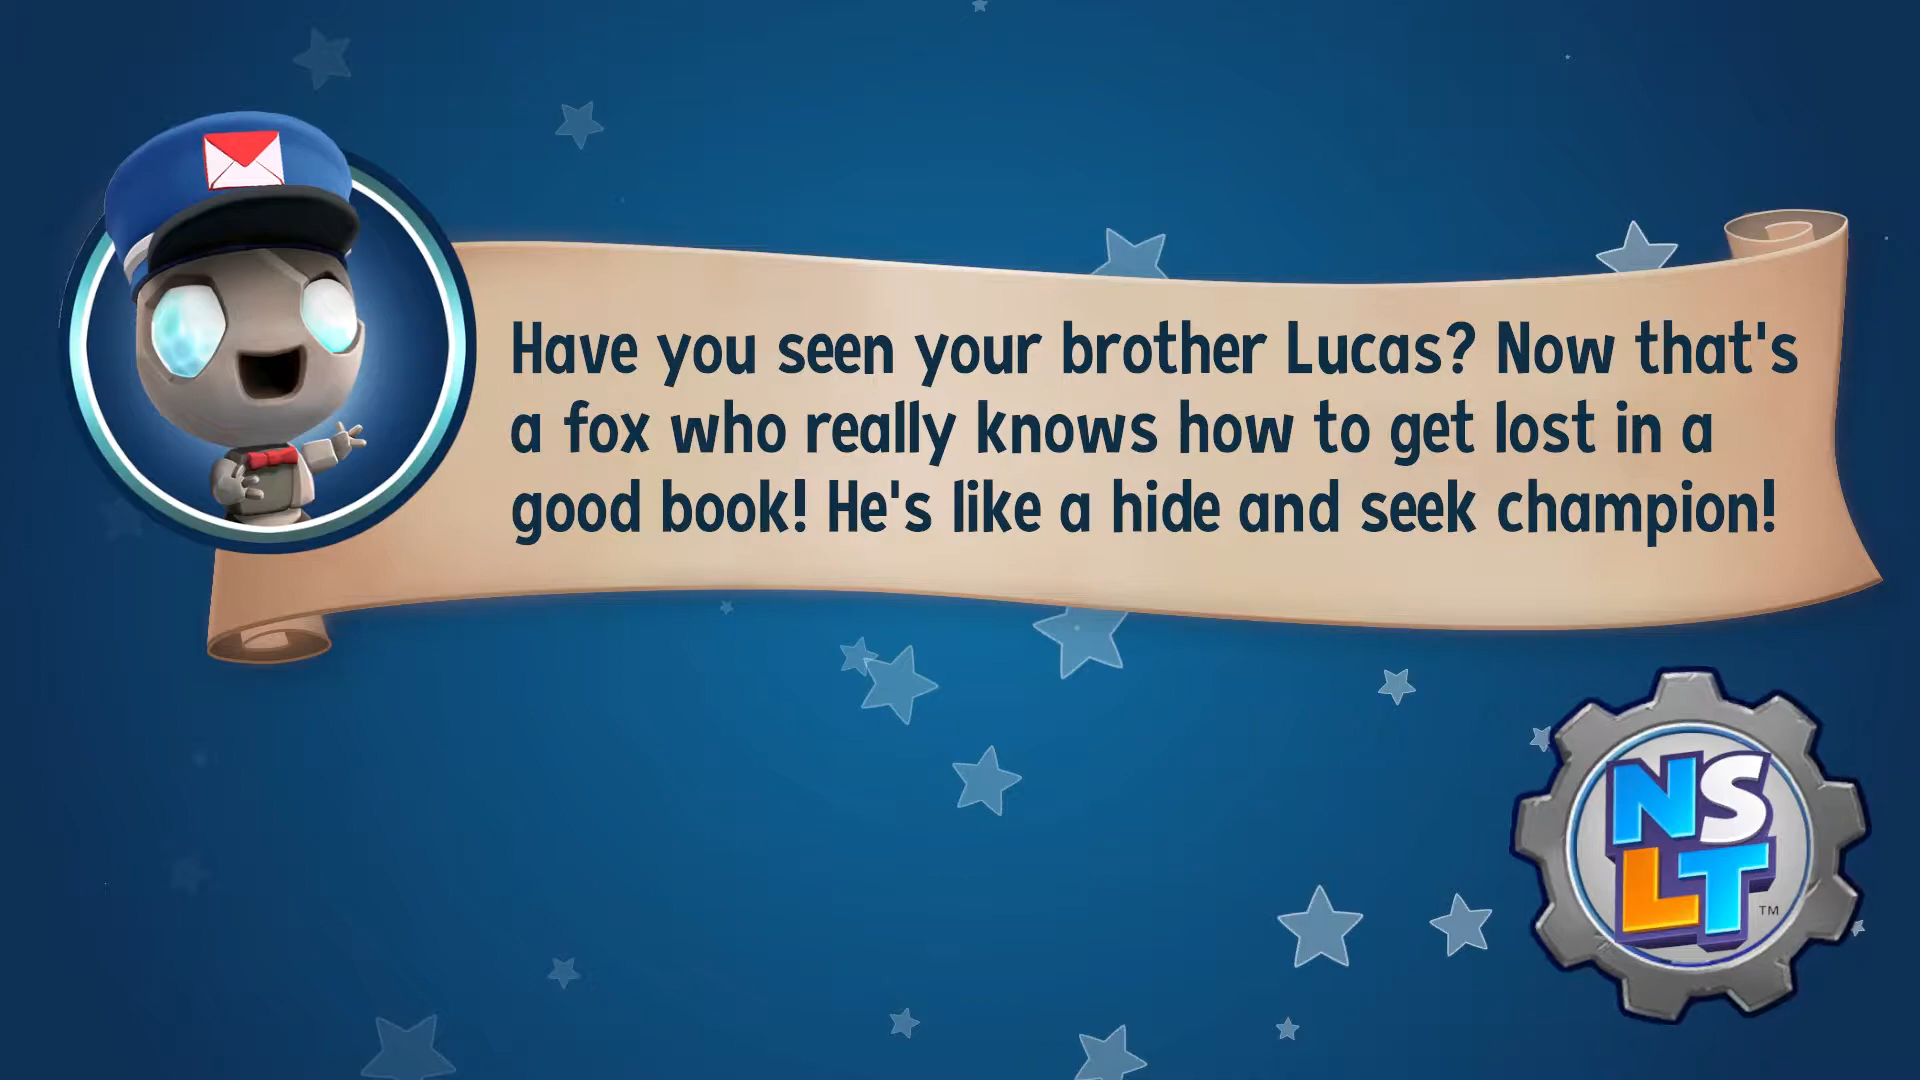 Have you seen your brother Lucas? Now that's
a fox who really knows how to get lost in a
good book! He's like a hide and seek champion!
NS
LT
TM